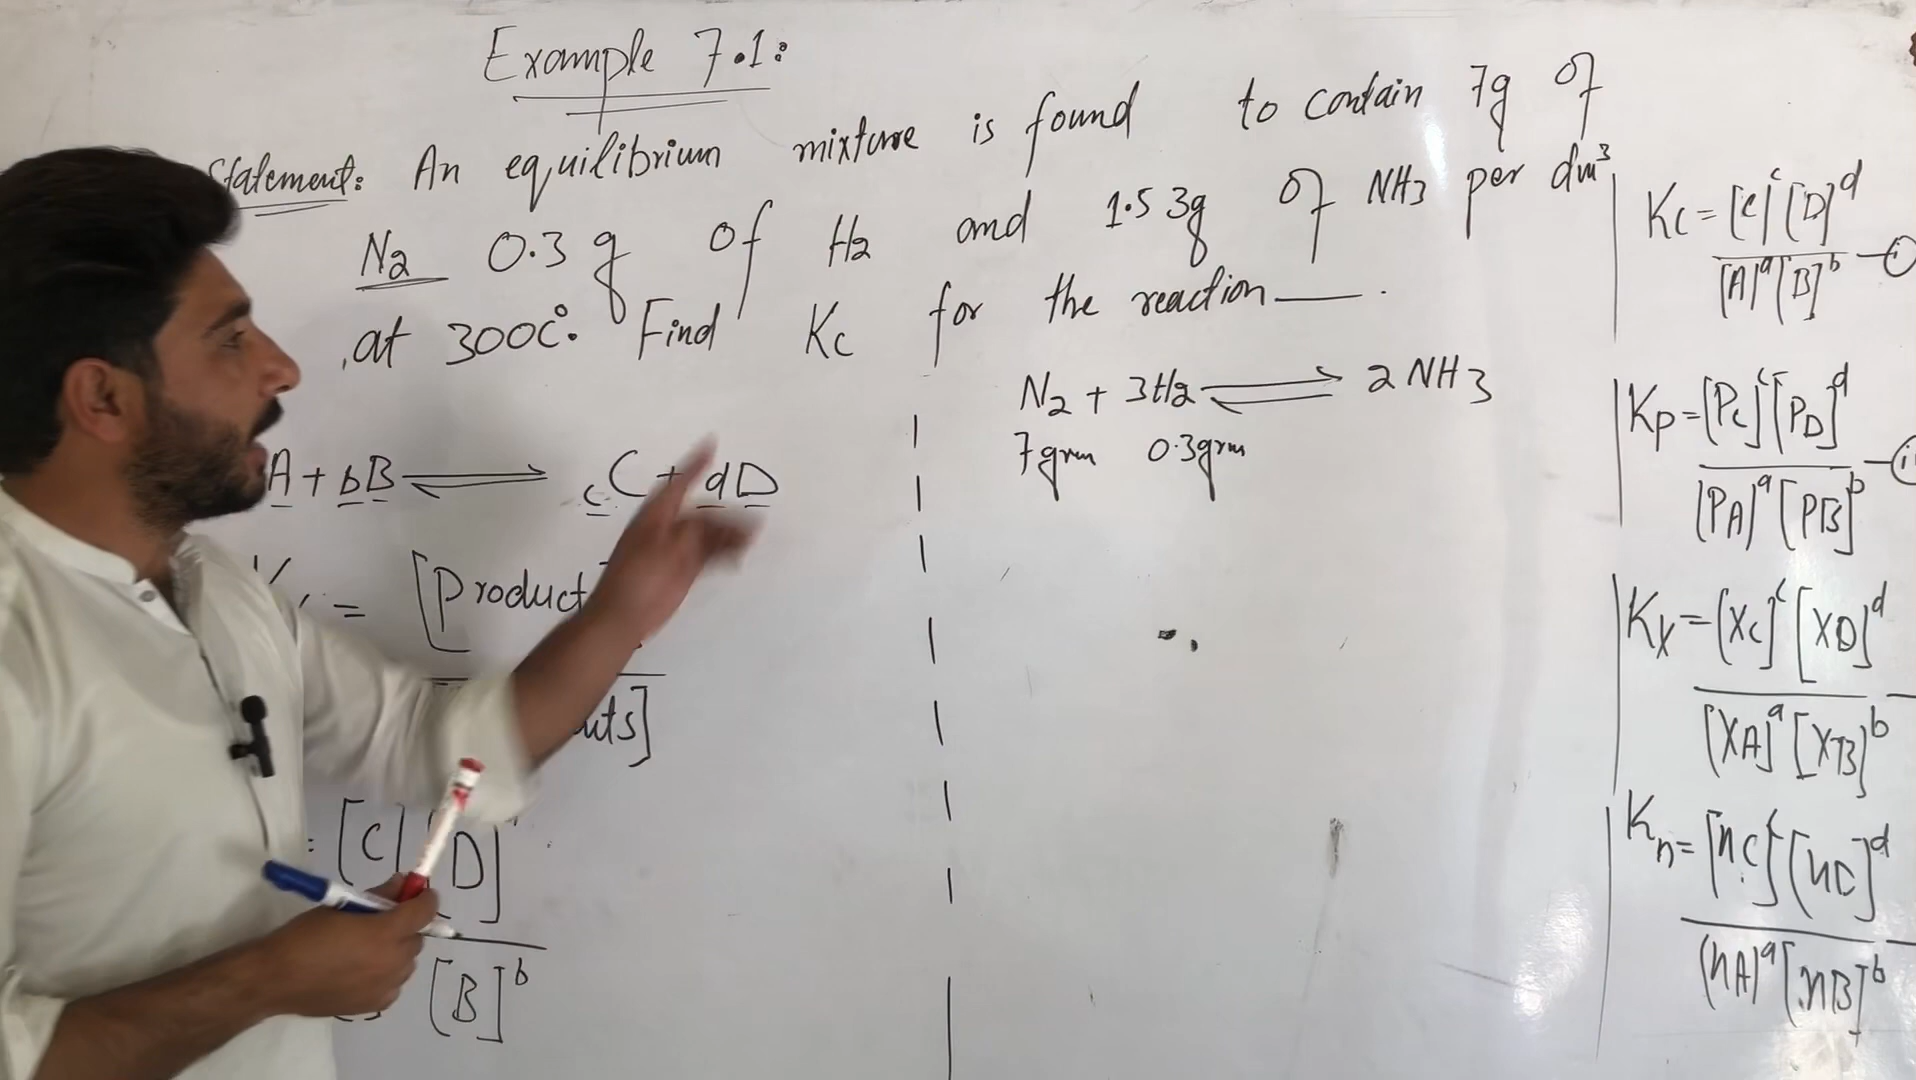 Example 7.1:
Statement: An equilibrium mixture is found to contain 7g of
N2 0.3 g of H2 and 1.53g of NH3 per dm³
at 300C°. Find Kc for the reaction —.
N2 + 3H2 ⇌ 2NH3
7grm 0.3grm
A + bB ⇌ cC + dD
= [Product
uts]
= [C] [D]
[B]^b
Kc = [C]^c [D]^d
[A]^a [B]^b
Kp = [Pc]^c [PD]^d
[PA]^a [PB]^b
Kx = [Xc]^c [XD]^d
[XA]^a [XB]^b
Kn = [nC]^c [nD]^d
[nA]^a [nB]^b